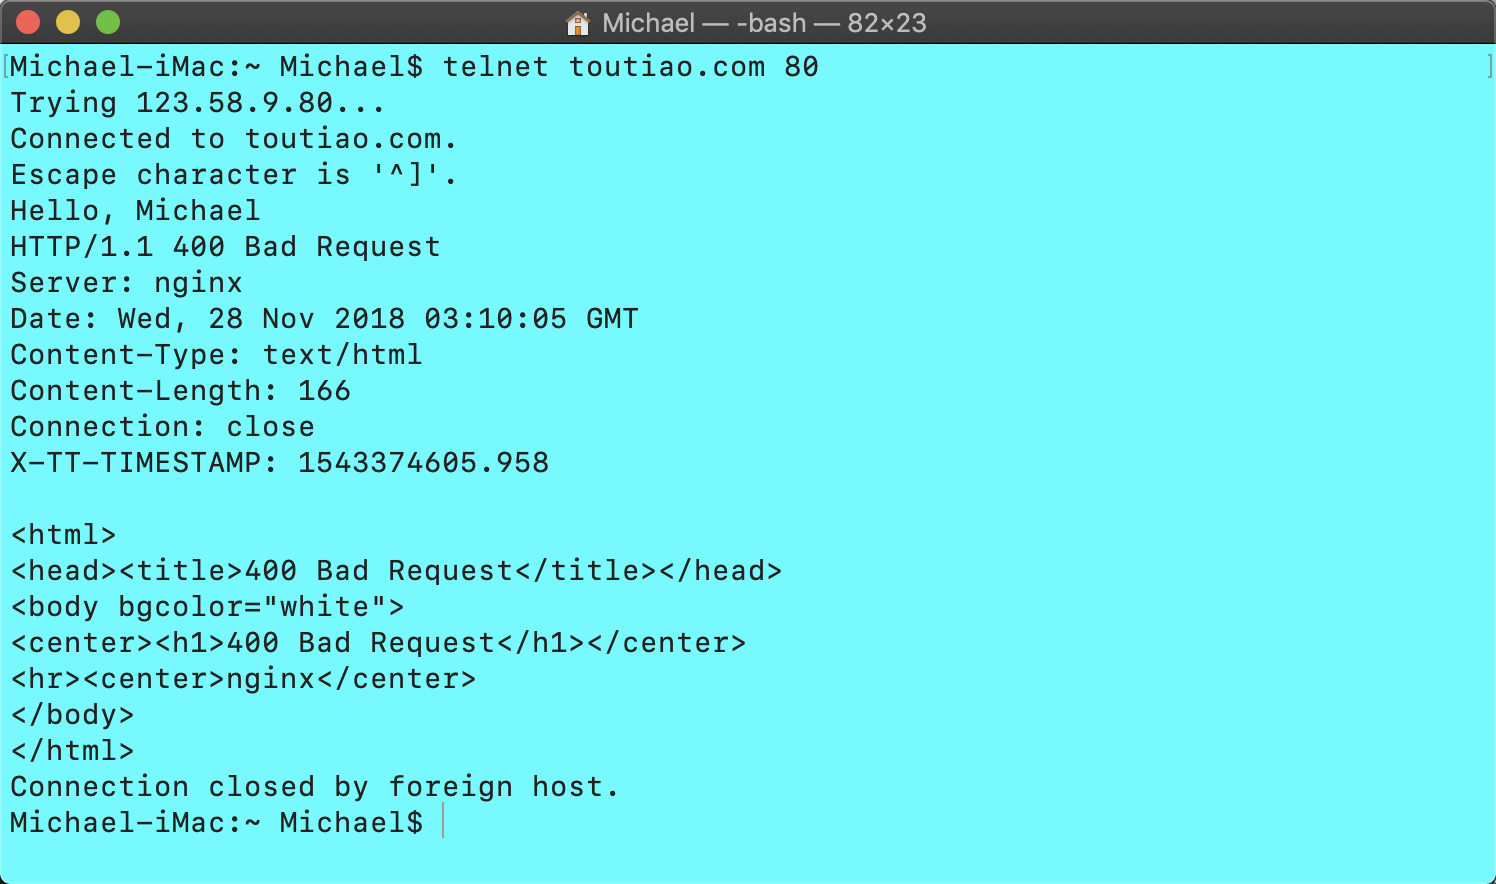 Michael — -bash — 82×23
Michael-iMac:~ Michael$ telnet toutiao.com 80
Trying 123.58.9.80...
Connected to toutiao.com.
Escape character is '^]'.
Hello, Michael
HTTP/1.1 400 Bad Request
Server: nginx
Date: Wed, 28 Nov 2018 03:10:05 GMT
Content-Type: text/html
Content-Length: 166
Connection: close
X-TT-TIMESTAMP: 1543374605.958

<html>
<head><title>400 Bad Request</title></head>
<body bgcolor="white">
<center><h1>400 Bad Request</h1></center>
<hr><center>nginx</center>
</body>
</html>
Connection closed by foreign host.
Michael-iMac:~ Michael$